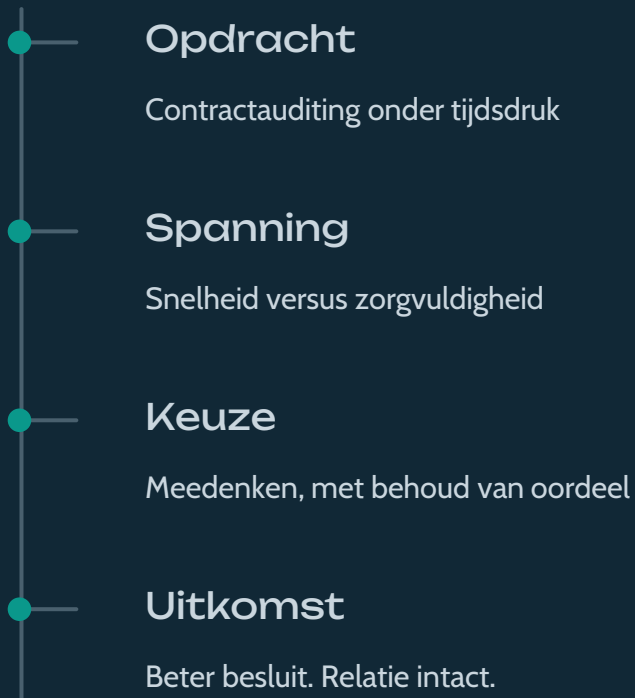 Opdracht
Contractauditing onder tijdsdruk
Spanning
Snelheid versus zorgvuldigheid
Keuze
Meedenken, met behoud van oordeel
Uitkomst
Beter besluit. Relatie intact.